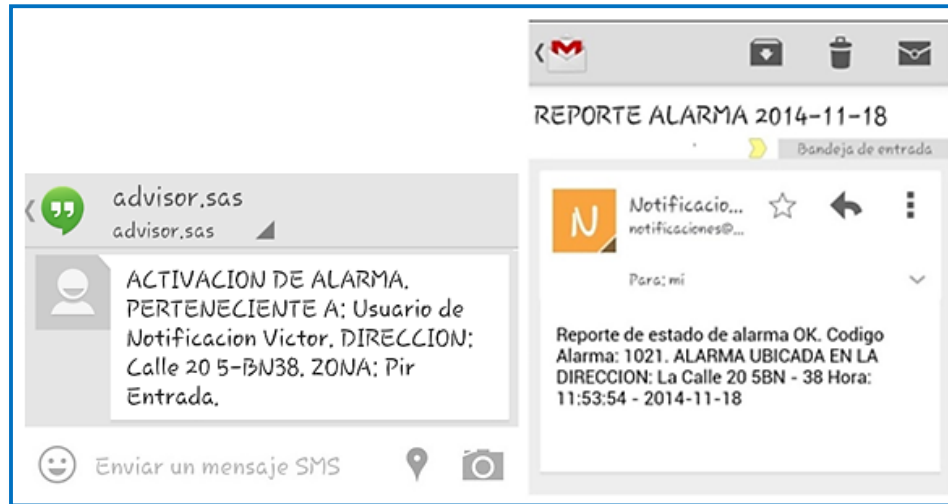 advisor.sas
advisor.sas
ACTIVACION DE ALARMA.
PERTENECIENTE A: Usuario de
Notificacion Victor. DIRECCION:
Calle 20 5-BN38. ZONA: Pir
Entrada.
Enviar un mensaje SMS
REPORTE ALARMA 2014-11-18
Bandeja de entrada
N
Notificacio...
notificaciones@...
Para: mi
Reporte de estado de alarma OK. Codigo
Alarma: 1021. ALARMA UBICADA EN LA
DIRECCION: La Calle 20 5BN - 38 Hora:
11:53:54 - 2014-11-18